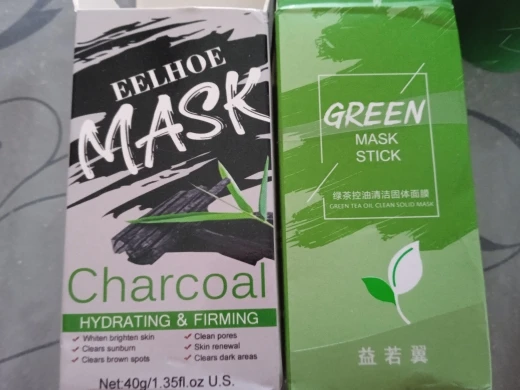 EELHOE
MASK
Charcoal
HYDRATING & FIRMING
Whiten brighten skin
Clears sunburn
Clears brown spots
Clean pores
Skin renewal
Clears dark areas
Net:40g/1.35fl.oz U.S.
GREEN
MASK
STICK
绿茶控油清洁固体面膜
GREEN TEA OIL CLEAN SOLID MASK
益若翼